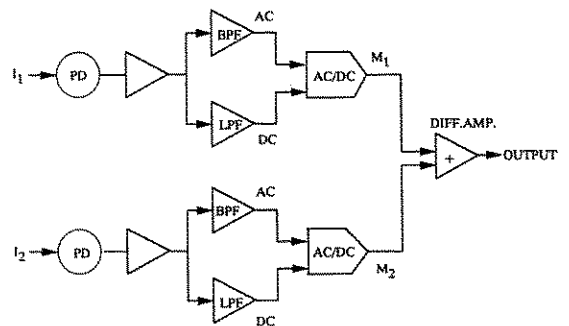 AC
BPF
I1
PD
AC/DC
M1
LPF
DC
DIFF.AMP.
+
OUTPUT
AC
BPF
I2
PD
AC/DC
M2
LPF
DC